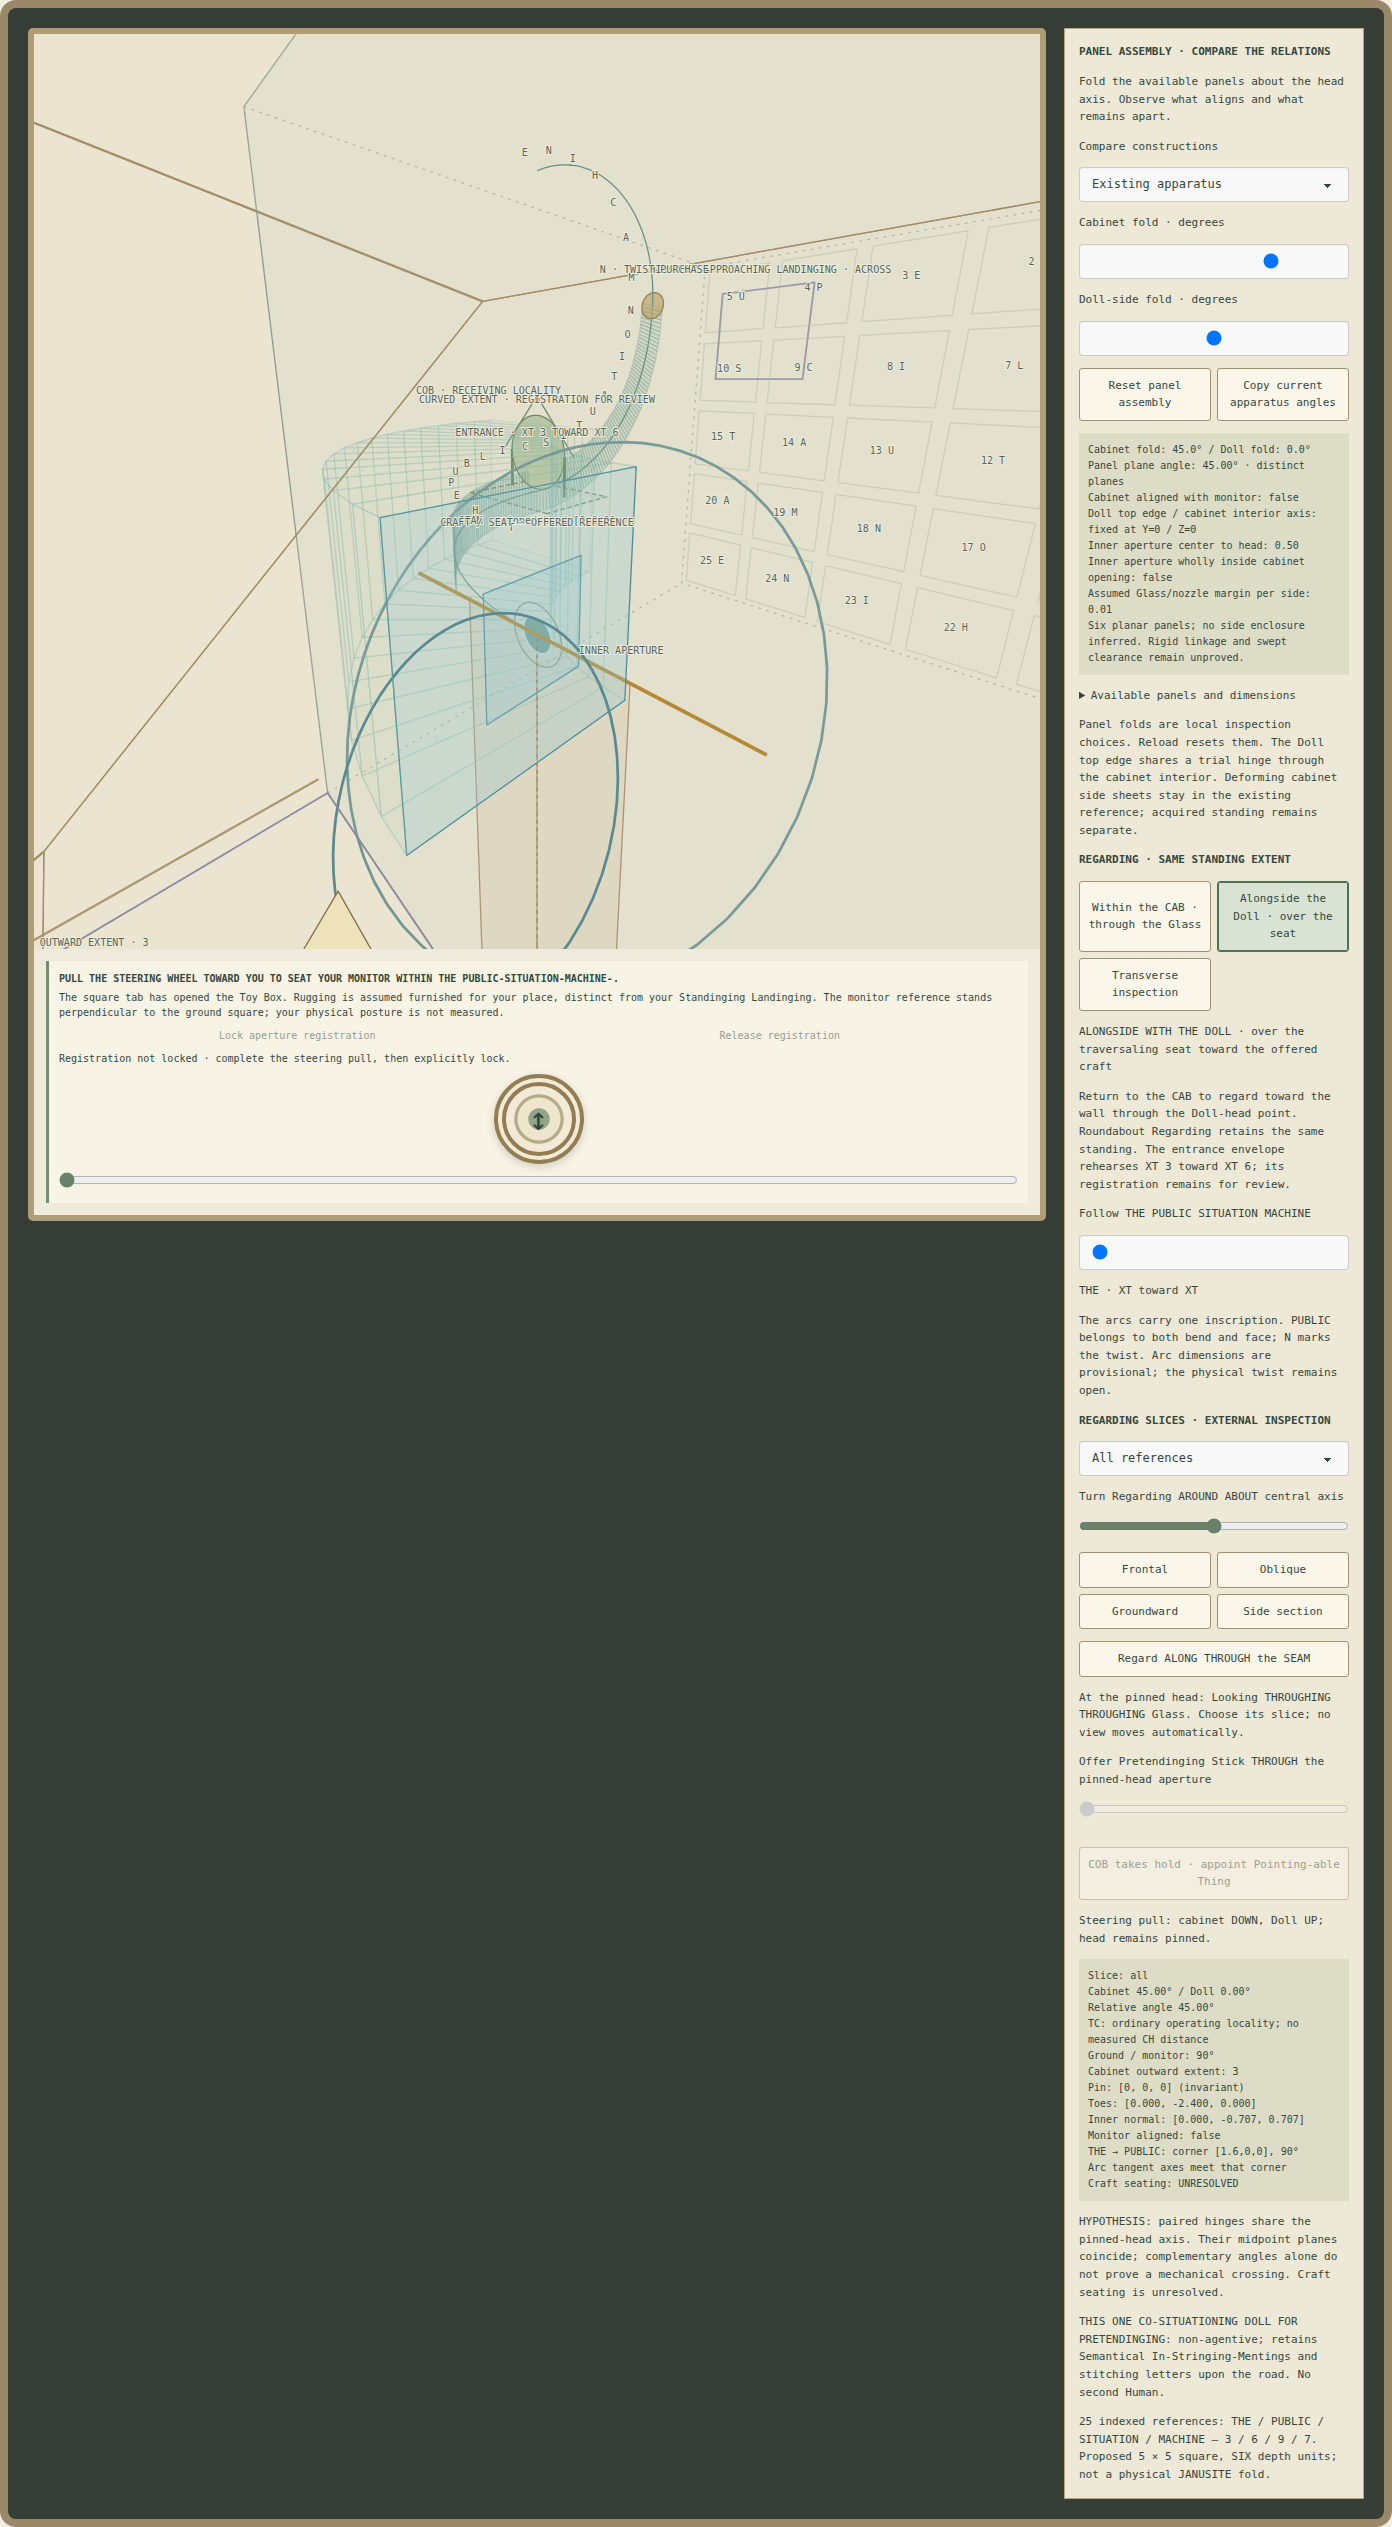 E N I H C A M
N O I T A U T I S
C I L B U P
E H T
3 E
2
4 P
5 U
10 S
9 C
8 I
7 L
15 T
14 A
13 U
12 T
20 A
19 M
18 N
17 O
25 E
24 N
23 I
22 H
COB · RECEIVING LOCALITY
CURVED EXTENT · REGISTRATION FOR REVIEW
ENTRANCE · XT 3 TOWARD XT 6
INNER APERTURE
OUTWARD EXTENT · 3
PULL THE STEERING WHEEL TOWARD YOU TO SEAT YOUR MONITOR WITHIN THE PUBLIC-SITUATION-MACHINE-.
The square tab has opened the Toy Box. Rugging is assumed furnished for your place, distinct from your Standinging Landinging. The monitor reference stands
perpendicular to the ground square; your physical posture is not measured.
Lock aperture registration
Release registration
Registration not locked · complete the steering pull, then explicitly lock.
↕
PANEL ASSEMBLY · COMPARE THE RELATIONS
Fold the available panels about the head
axis. Observe what aligns and what
remains apart.
Compare constructions
Existing apparatus
Cabinet fold · degrees
Doll-side fold · degrees
Reset panel
assembly
Copy current
apparatus angles
Cabinet fold: 45.0° / Doll fold: 0.0°
Panel plane angle: 45.00° · distinct
planes
Cabinet aligned with monitor: false
Doll top edge / cabinet interior axis:
fixed at Y=0 / Z=0
Inner aperture center to head: 0.50
Inner aperture wholly inside cabinet
opening: false
Assumed Glass/nozzle margin per side:
0.01
Six planar panels; no side enclosure
inferred. Rigid linkage and swept
clearance remain unproved.
Available panels and dimensions
Panel folds are local inspection
choices. Reload resets them. The Doll
top edge shares a trial hinge through
the cabinet interior. Deforming cabinet
side sheets stay in the existing
reference; acquired standing remains
separate.
REGARDING · SAME STANDING EXTENT
Within the CAB ·
through the Glass
Alongside the
Doll · over the
seat
Transverse
inspection
ALONGSIDE WITH THE DOLL · over the
traversaling seat toward the offered
craft
Return to the CAB to regard toward the
wall through the Doll-head point.
Roundabout Regarding retains the same
standing. The entrance envelope
rehearses XT 3 toward XT 6; its
registration remains for review.
Follow THE PUBLIC SITUATION MACHINE
THE · XT toward XT
The arcs carry one inscription. PUBLIC
belongs to both bend and face; N marks
the twist. Arc dimensions are
provisional; the physical twist remains
open.
REGARDING SLICES · EXTERNAL INSPECTION
All references
Turn Regarding AROUND ABOUT central axis
Frontal
Oblique
Groundward
Side section
Regard ALONG THROUGH the SEAM
At the pinned head: Looking THROUGHING
THROUGHING Glass. Choose its slice; no
view moves automatically.
Offer Pretendinging Stick THROUGH the
pinned-head aperture
COB takes hold · appoint Pointing-able
Thing
Steering pull: cabinet DOWN, Doll UP;
head remains pinned.
Slice: all
Cabinet 45.00° / Doll 0.00°
Relative angle 45.00°
TC: ordinary operating locality; no
measured CH distance
Ground / monitor: 90°
Cabinet outward extent: 3
Pin: [0, 0, 0] (invariant)
Toes: [0.000, -2.400, 0.000]
Inner normal: [0.000, -0.707, 0.707]
Monitor aligned: false
THE → PUBLIC: corner [1.6,0,0], 90°
Arc tangent axes meet that corner
Craft seating: UNRESOLVED
HYPOTHESIS: paired hinges share the
pinned-head axis. Their midpoint planes
coincide; complementary angles alone do
not prove a mechanical crossing. Craft
seating is unresolved.
THIS ONE CO-SITUATIONING DOLL FOR
PRETENDINGING: non-agentive; retains
Semantical In-Stringing-Mentings and
stitching letters upon the road. No
second Human.
25 indexed references: THE / PUBLIC /
SITUATION / MACHINE — 3 / 6 / 9 / 7.
Proposed 5 × 5 square, SIX depth units;
not a physical JANUSITE fold.